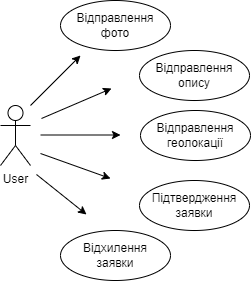 Відправлення
фото
Відправлення
опису
Відправлення
геолокації
User
Підтвердження
заявки
Відхилення
заявки